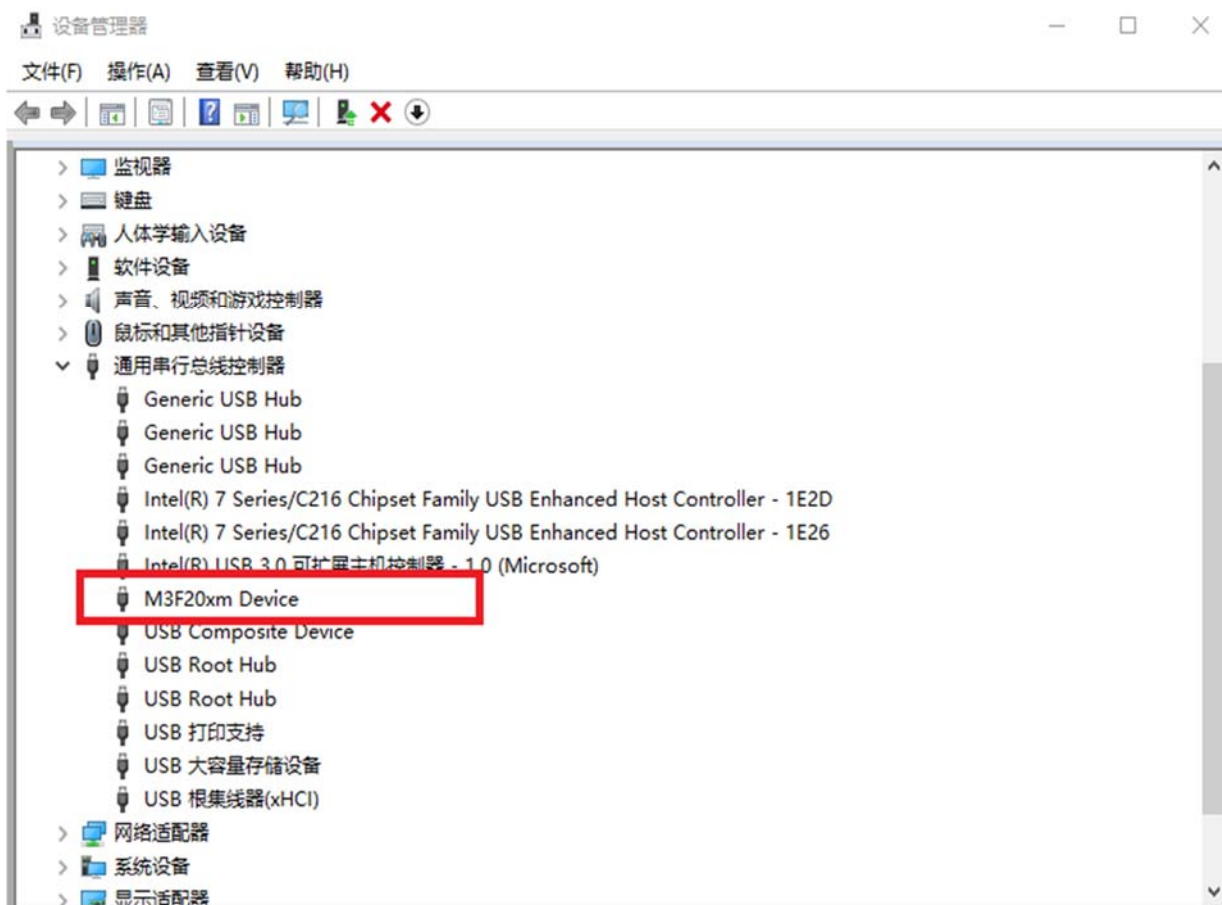 设备管理器
文件(F) 操作(A) 查看(V) 帮助(H)
监视器
键盘
人体学输入设备
软件设备
声音、视频和游戏控制器
鼠标和其他指针设备
通用串行总线控制器
Generic USB Hub
Generic USB Hub
Generic USB Hub
Intel(R) 7 Series/C216 Chipset Family USB Enhanced Host Controller - 1E2D
Intel(R) 7 Series/C216 Chipset Family USB Enhanced Host Controller - 1E26
Intel(R) USB 3.0 可扩展主机控制器 - 1.0 (Microsoft)
M3F20xm Device
USB Composite Device
USB Root Hub
USB Root Hub
USB 打印支持
USB 大容量存储设备
USB 根集线器(xHCI)
网络适配器
系统设备
显示适配器